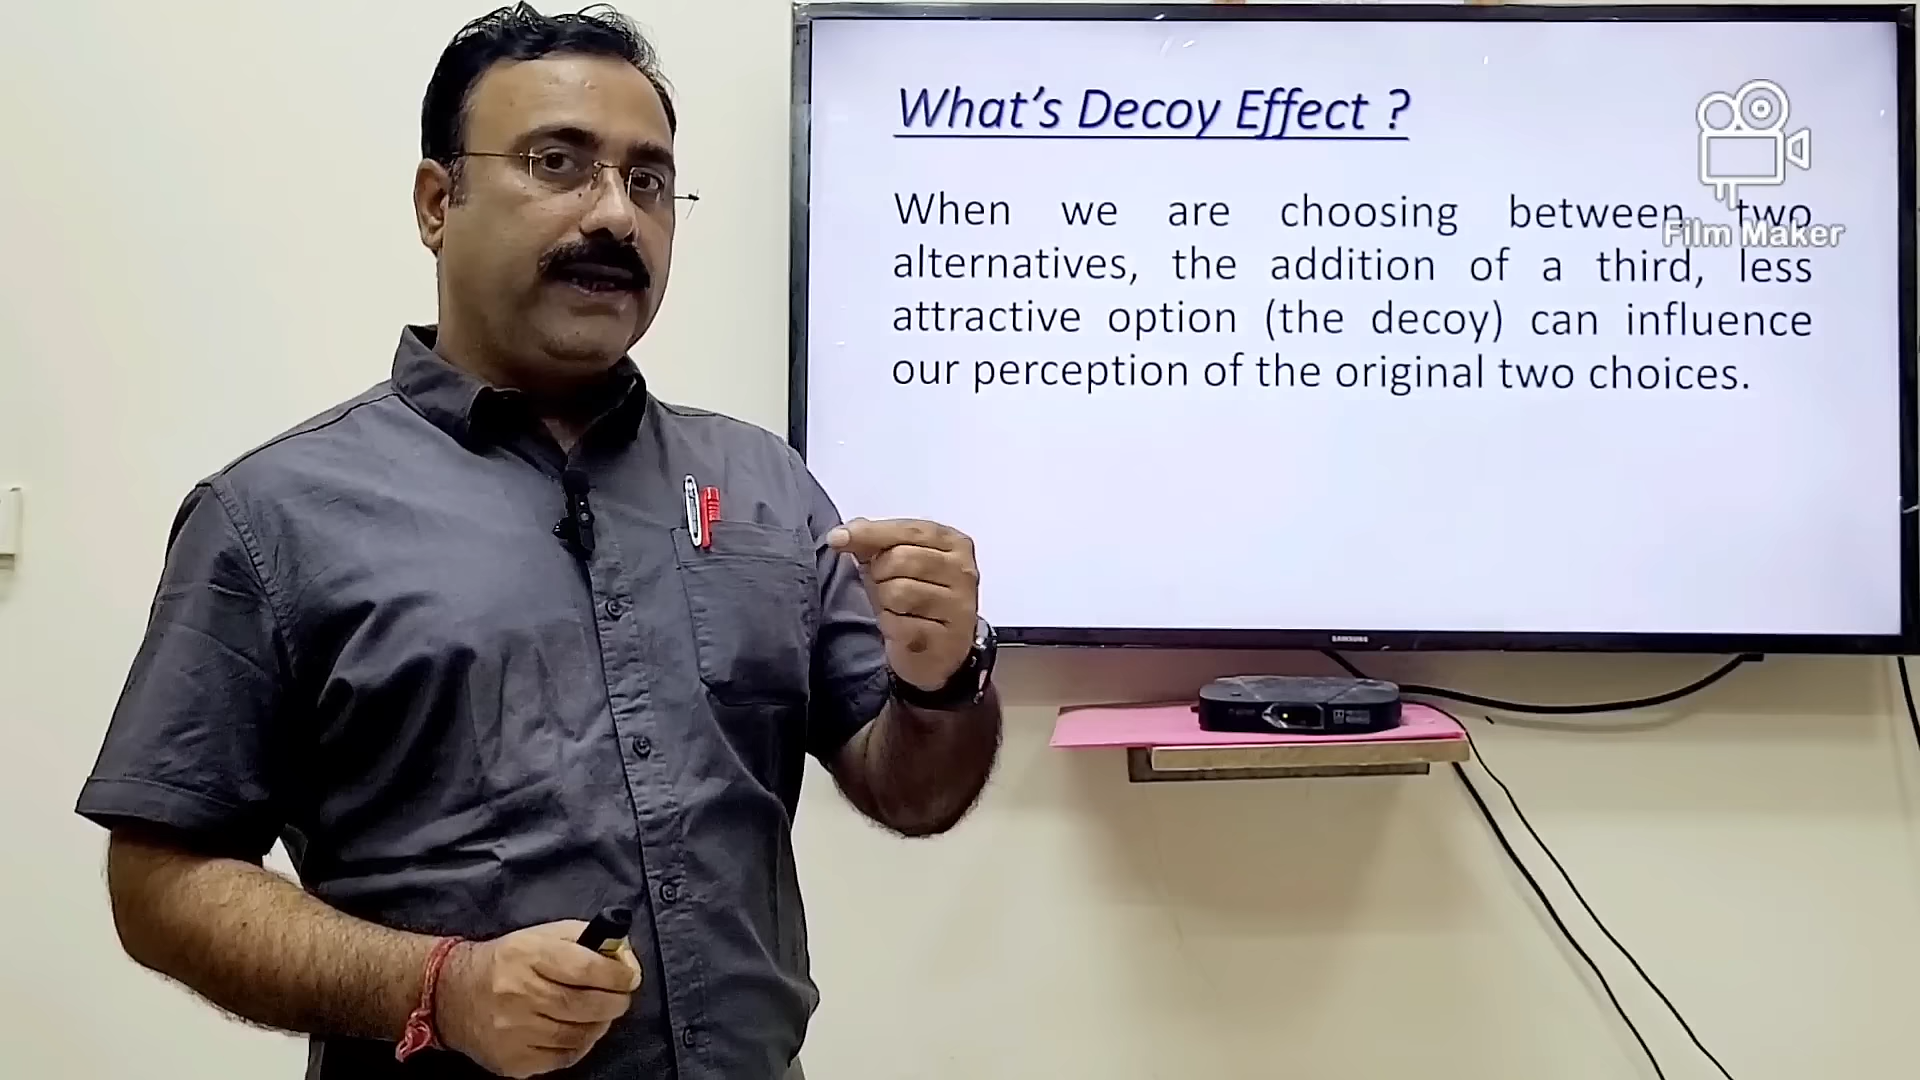 What's Decoy Effect ?
Film Maker
When we are choosing between two
alternatives, the addition of a third, less
attractive option (the decoy) can influence
our perception of the original two choices.
SAMSUNG